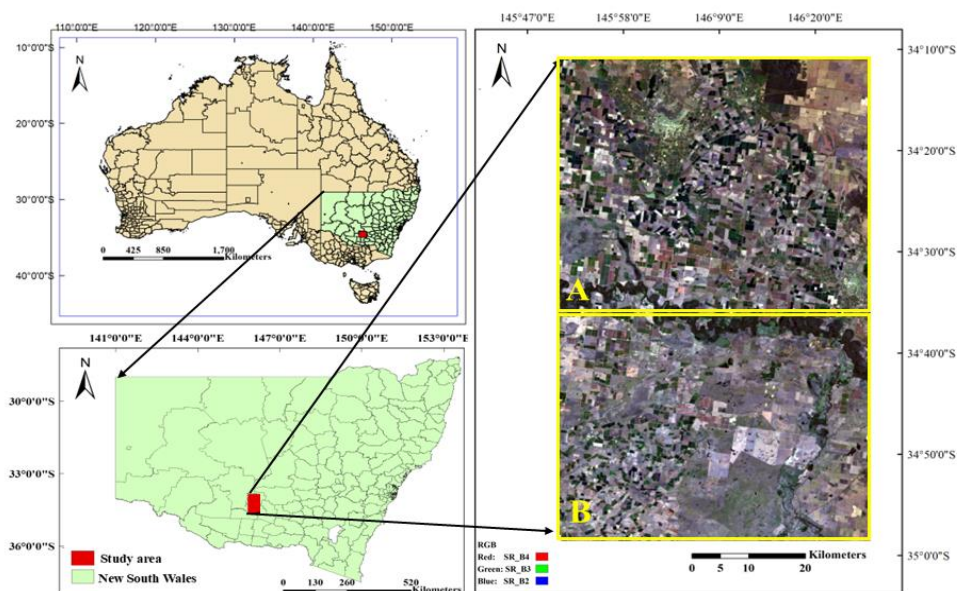 110°0'0"E 120°0'0"E 130°0'0"E 140°0'0"E 150°0'0"E
10°0'0"S
20°0'0"S
30°0'0"S
40°0'0"S
N
0 425 850 1,700
Kilometers
141°0'0"E 144°0'0"E 147°0'0"E 150°0'0"E 153°0'0"E
N
30°0'0"S
33°0'0"S
36°0'0"S
Study area
New South Wales
0 130 260 520
Kilometers
145°47'0"E 145°58'0"E 146°9'0"E 146°20'0"E
N
34°10'0"S
34°20'0"S
34°30'0"S
34°40'0"S
34°50'0"S
35°0'0"S
A
B
RGB
Red: SR_B4
Green: SR_B3
Blue: SR_B2
Kilometers
0 5 10 20